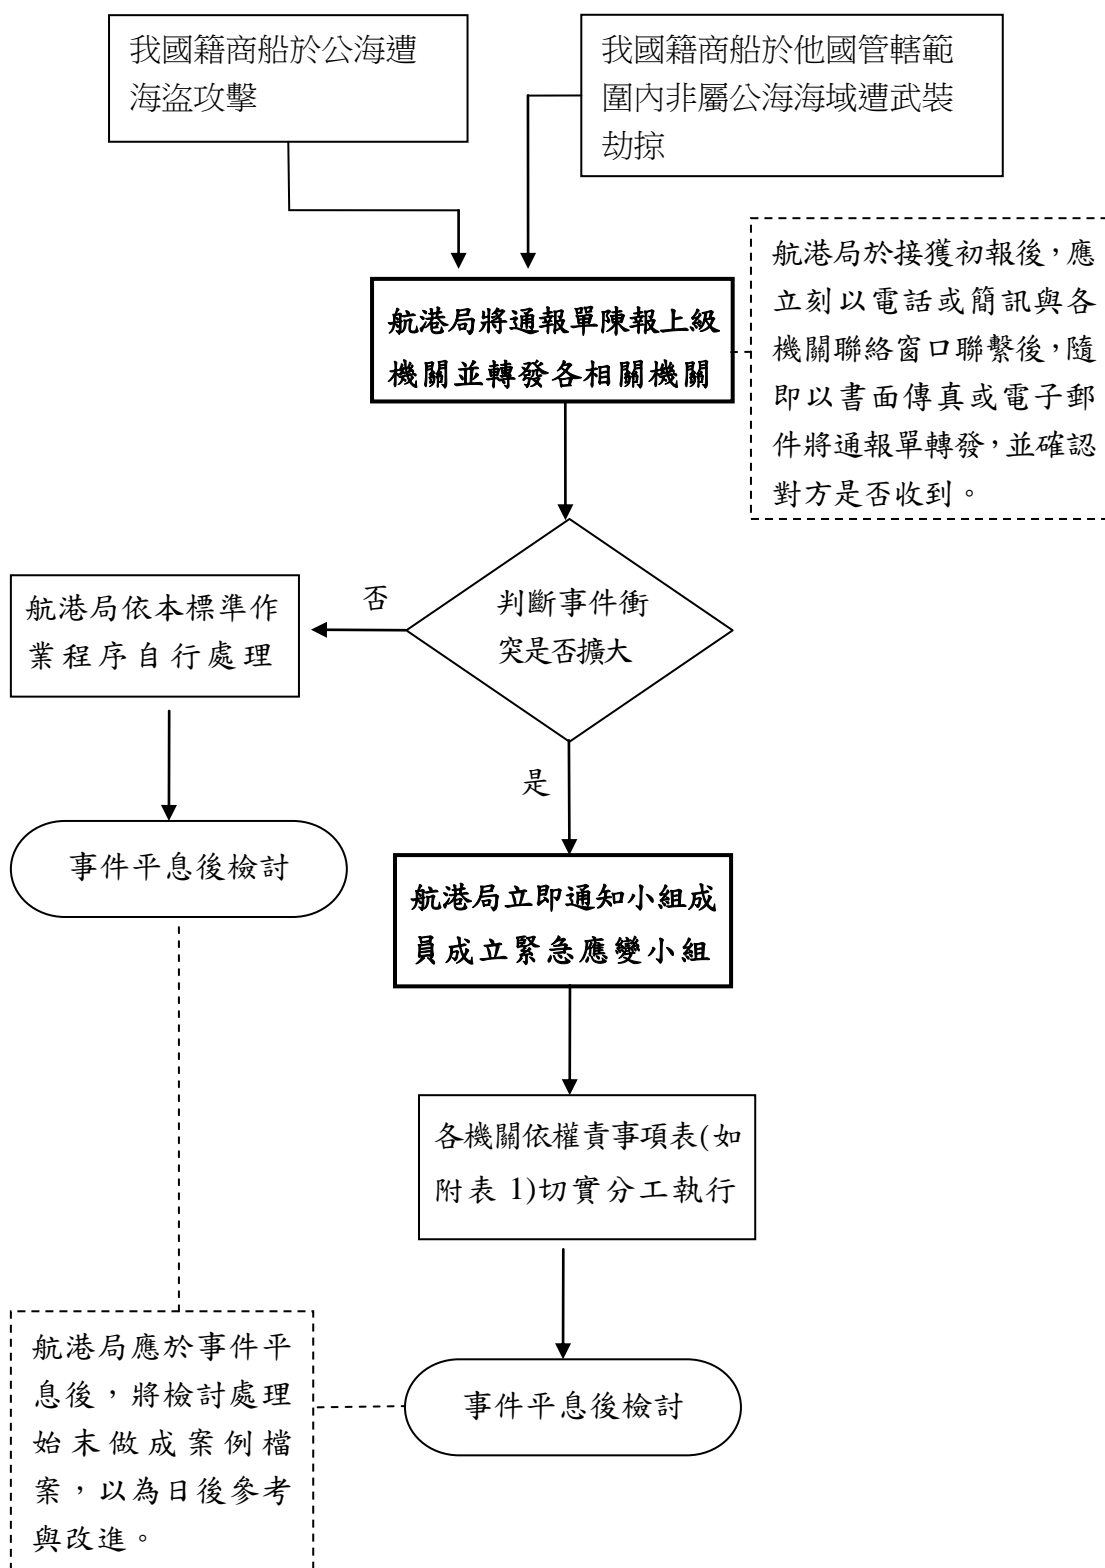 我國籍商船於公海遭
海盜攻擊
我國籍商船於他國管轄範
圍內非屬公海海域遭武裝
劫掠
航港局於接獲初報後，應
立刻以電話或簡訊與各
機關聯絡窗口聯繫後，隨
即以書面傳真或電子郵
件將通報單轉發，並確認
對方是否收到。
航港局將通報單陳報上級
機關並轉發各相關機關
判斷事件衝
突是否擴大
否
航港局依本標準作
業程序自行處理
事件平息後檢討
是
航港局立即通知小組成
員成立緊急應變小組
各機關依權責事項表(如
附表 1)切實分工執行
事件平息後檢討
航港局應於事件平
息後，將檢討處理
始末做成案例檔
案，以為日後參考
與改進。